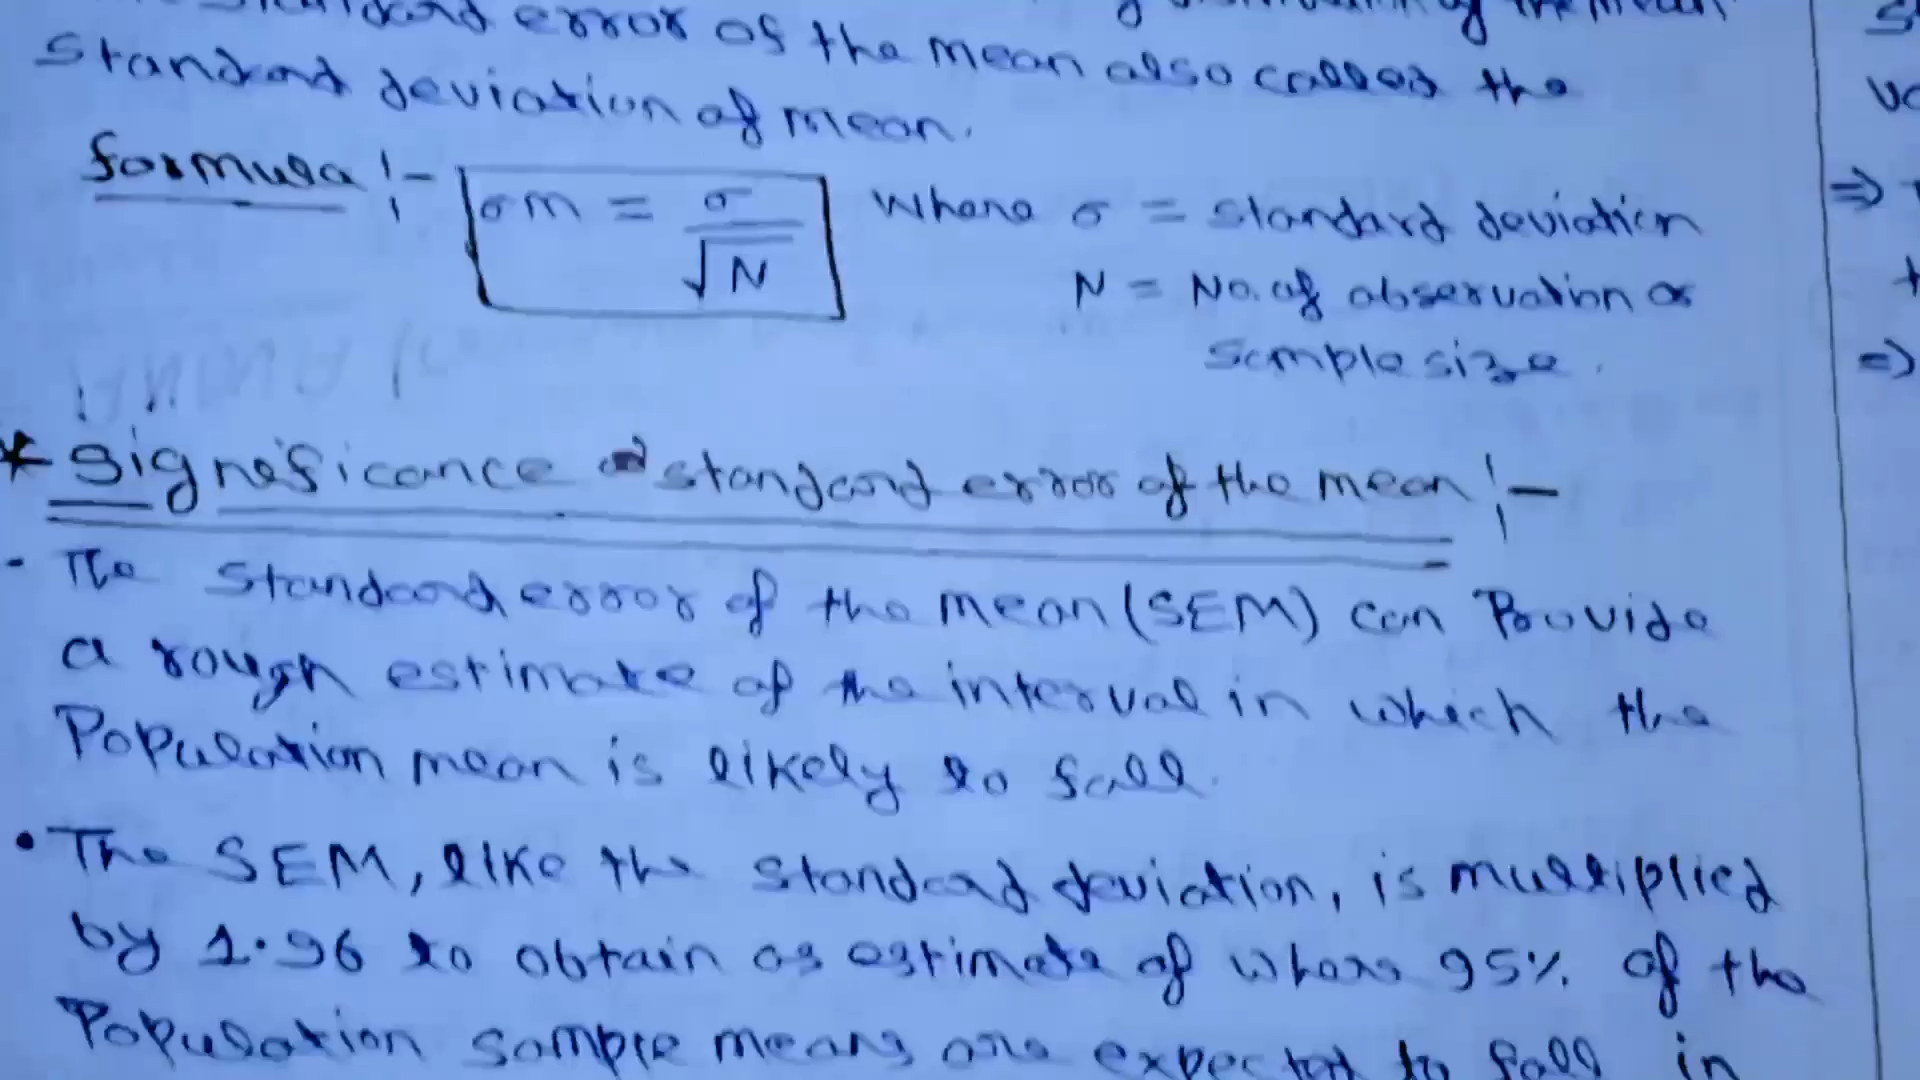 Standard error of the mean also called the
standard deviation of mean.
formula :- σm = σ / √N where σ = standard deviation
N = No. of observation or
Sample size.
* Significance of standard error of the mean :-
- The standard error of the mean (SEM) can Provide
a rough estimate of the interval in which the
Population mean is likely to fall.
• The SEM, like the standard deviation, is multiplied
by 1.96 to obtain as estimate of where 95% of the
Population sample means are expected to fall in